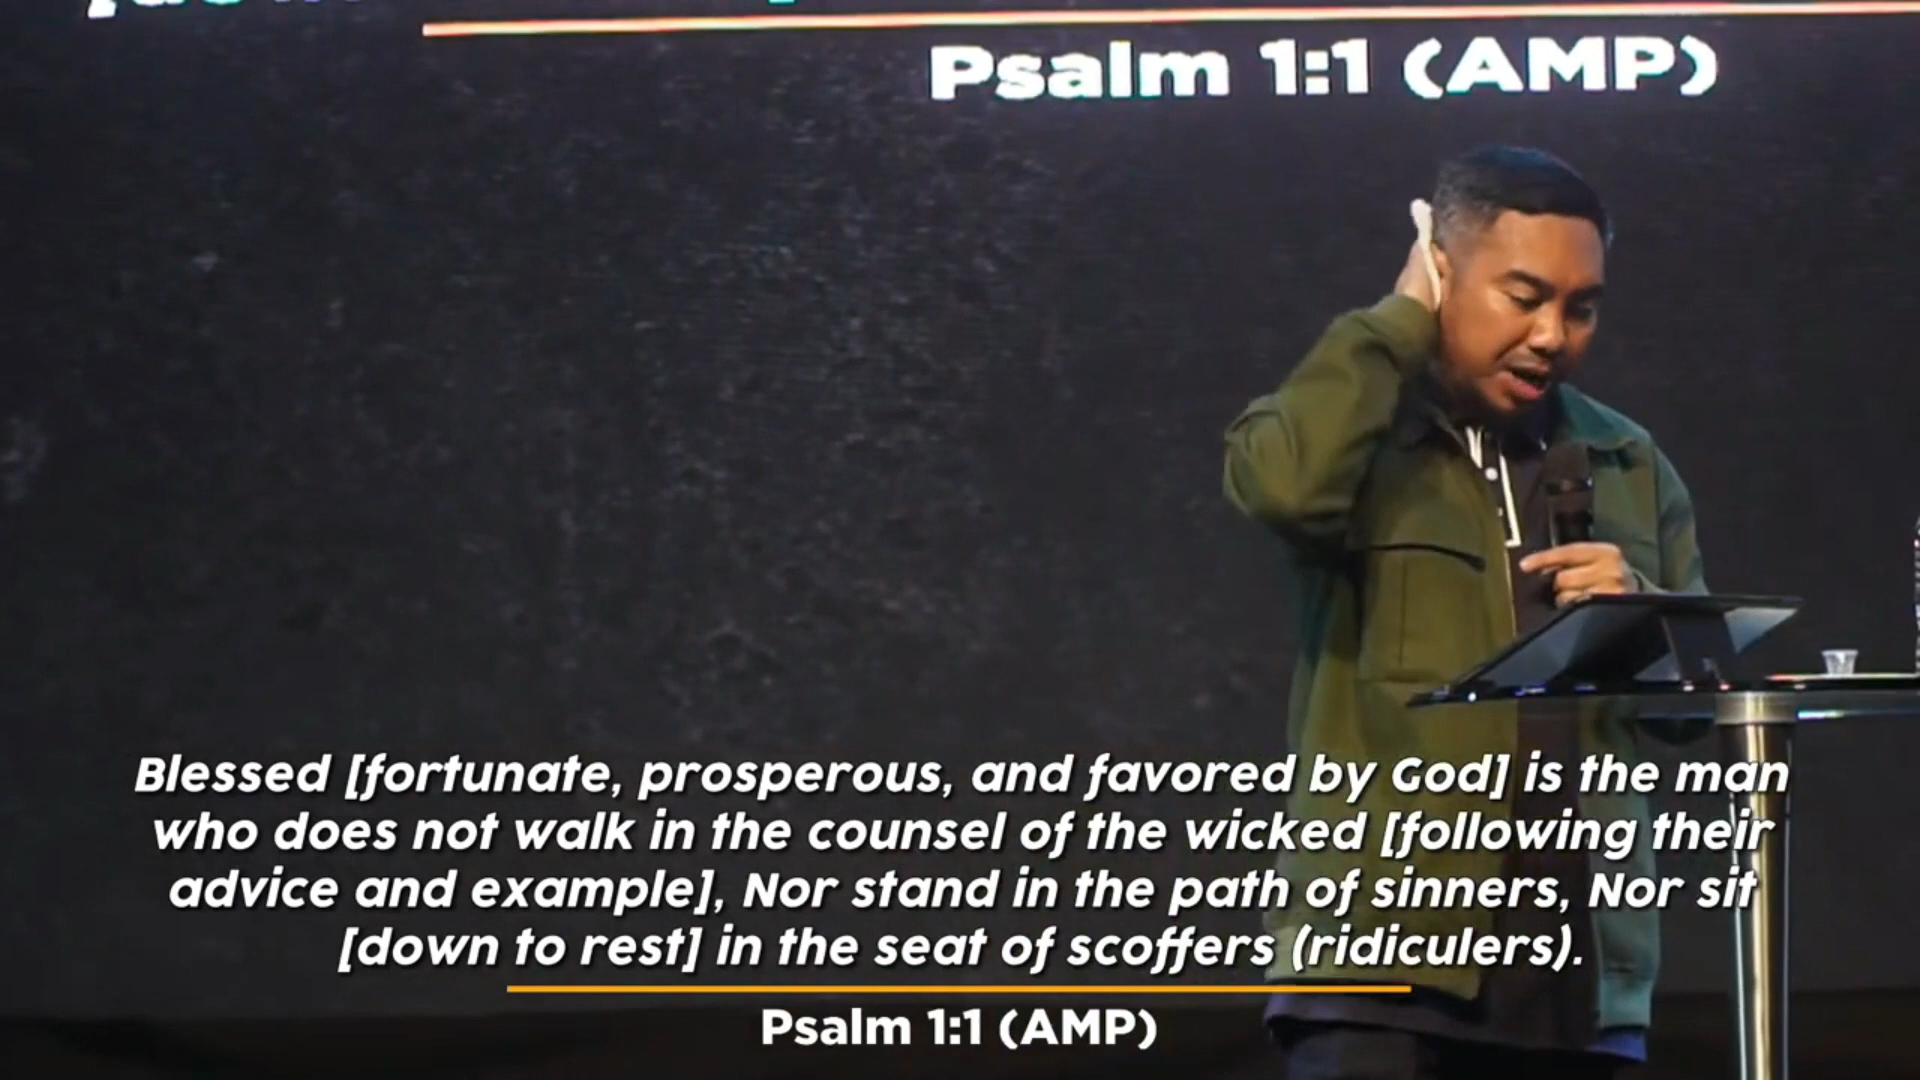 Psalm 1:1 (AMP)
Blessed [fortunate, prosperous, and favored by God] is the man
who does not walk in the counsel of the wicked [following their
advice and example], Nor stand in the path of sinners, Nor sit
[down to rest] in the seat of scoffers (ridiculers).
Psalm 1:1 (AMP)